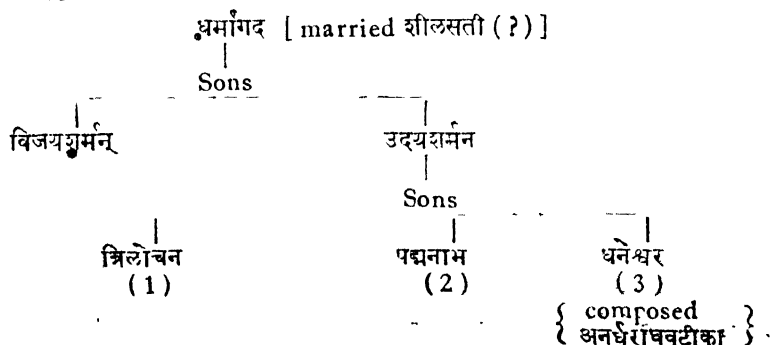 धर्मांगद [ married शीलसती (?) ]
Sons
विजयशर्मन् उदयशर्मन
Sons
त्रिलोचन पद्मनाभ धनेश्वर
(1) (2) (3)
{ composed }
{ अनर्घराघवटीका } .